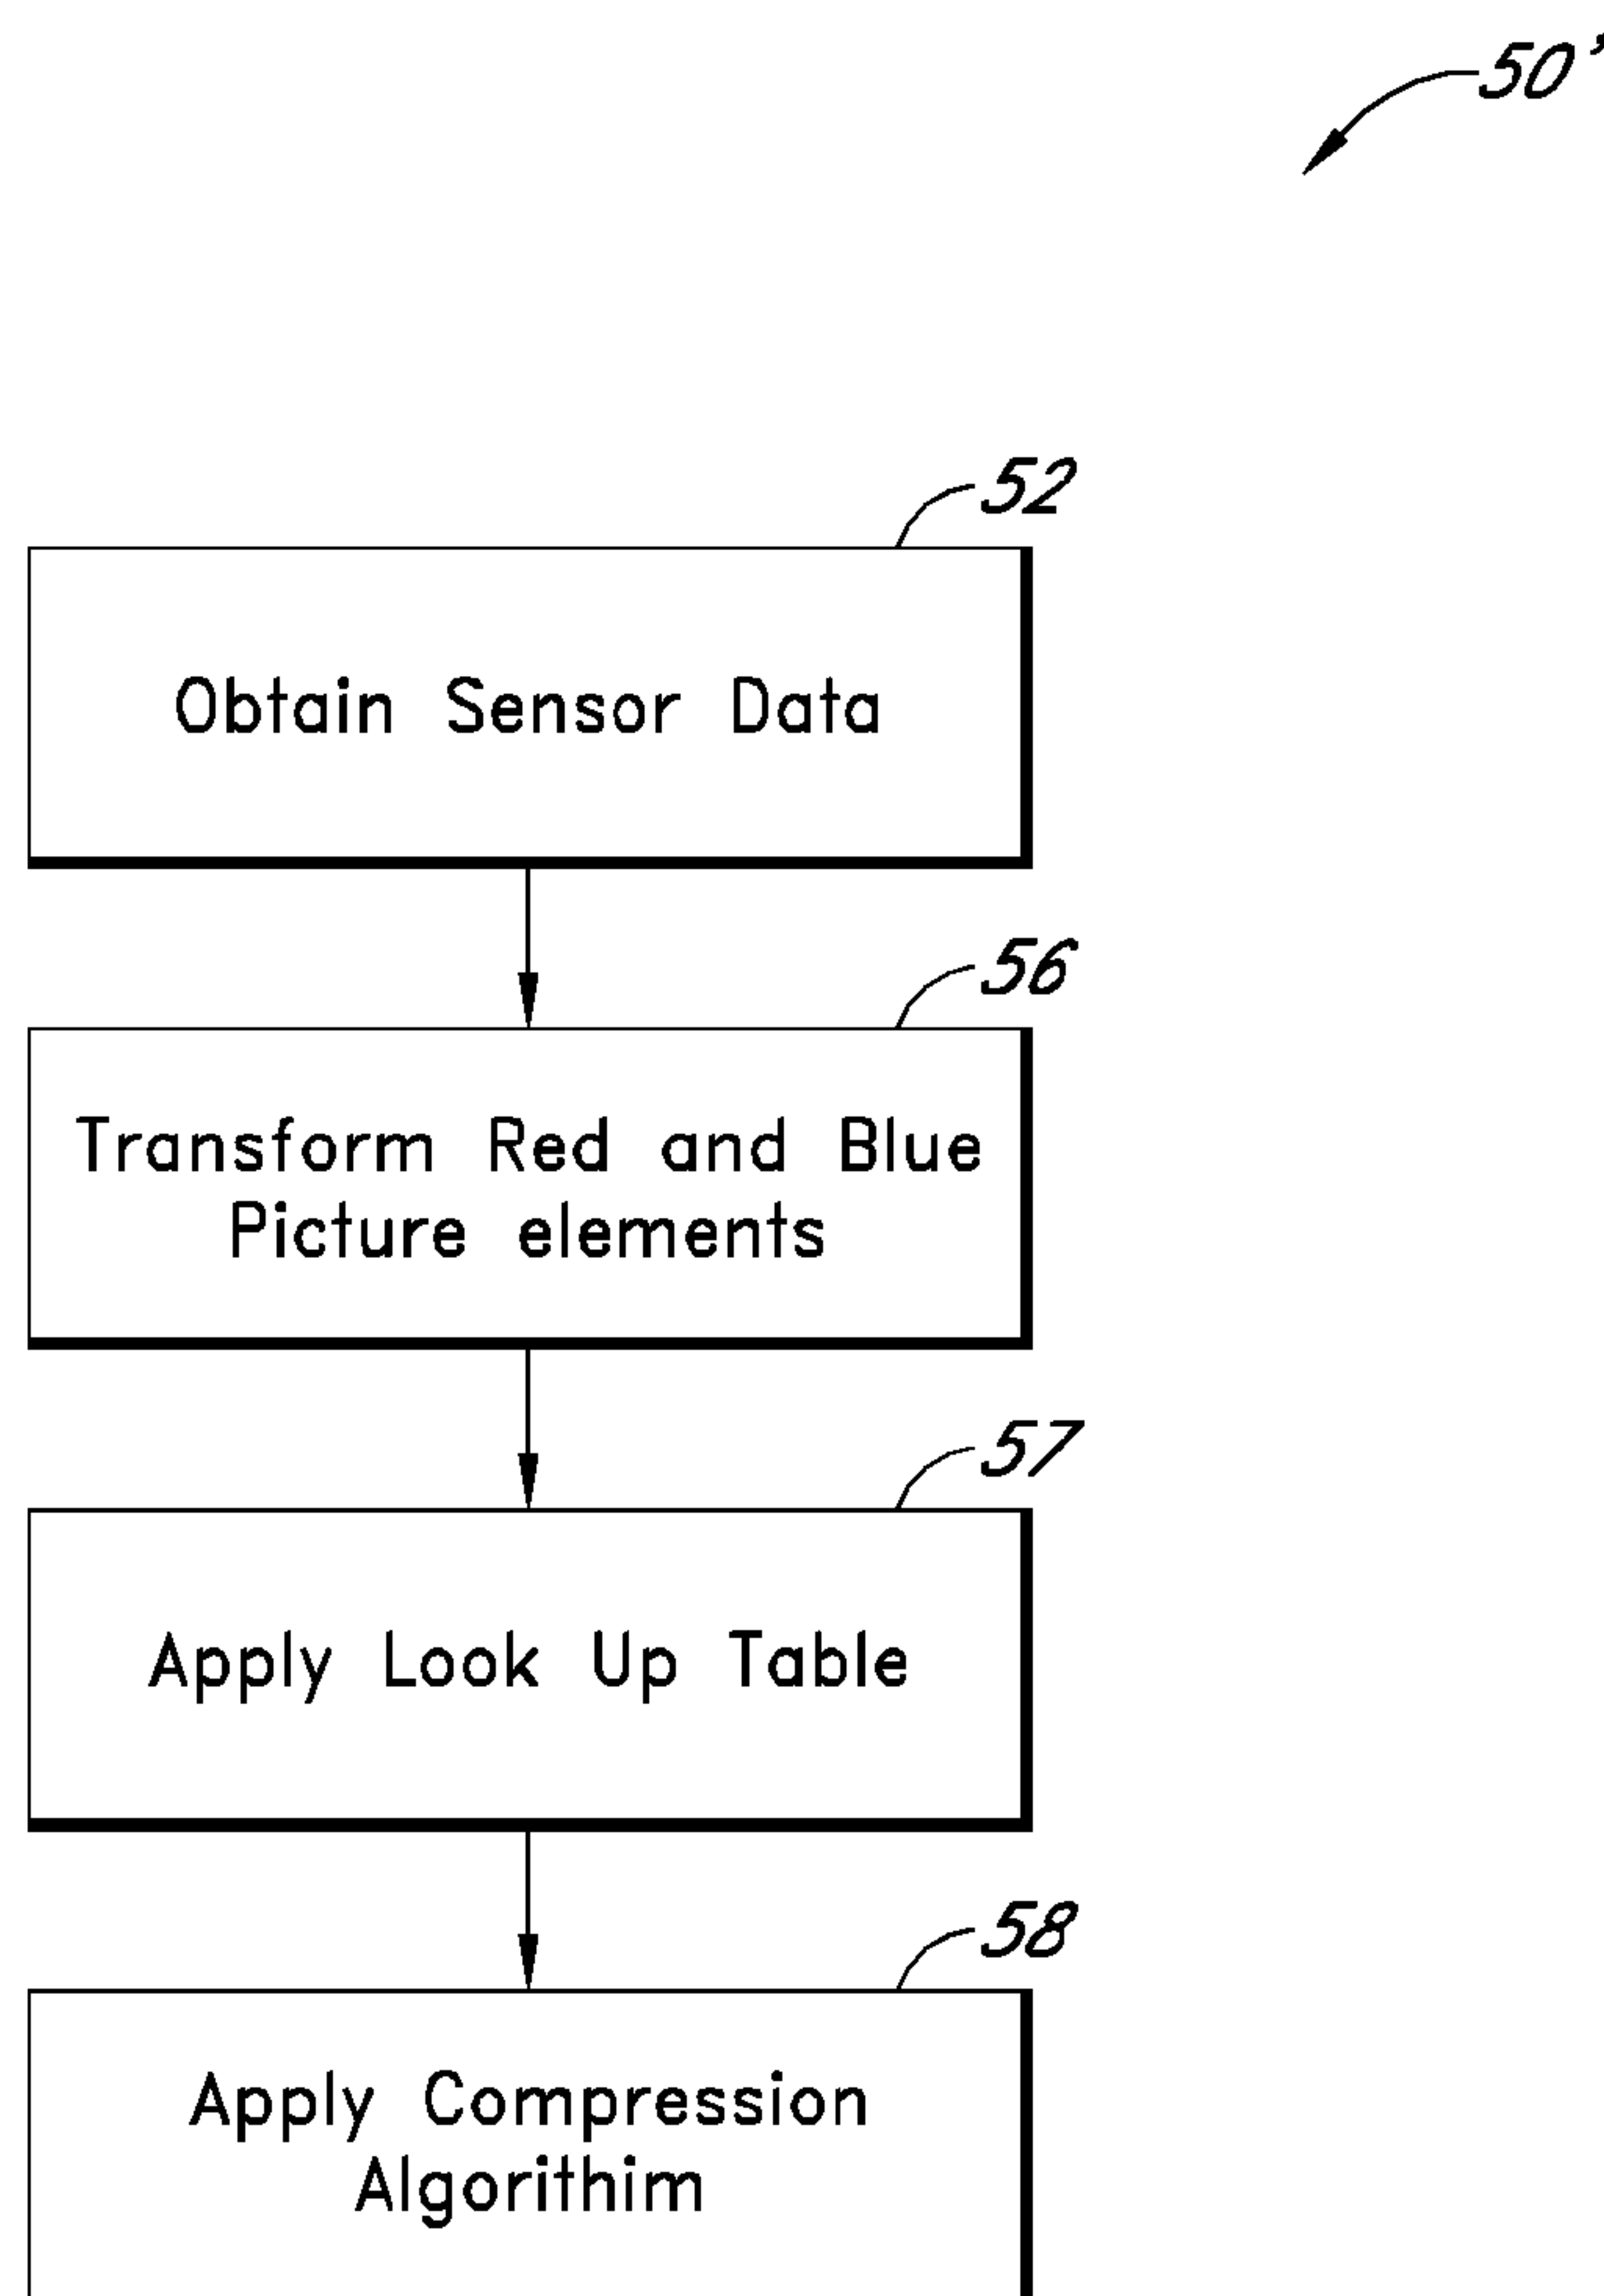 50'
52
Obtain Sensor Data
56
Transform Red and Blue
Picture elements
57
Apply Look Up Table
58
Apply Compression
Algorithim